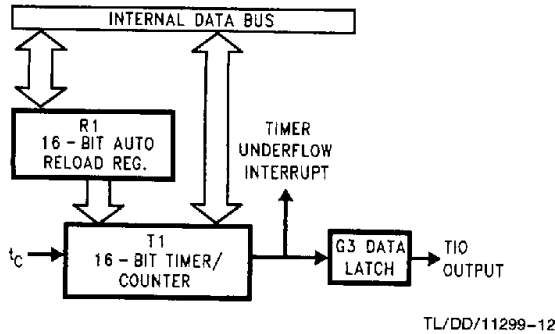 INTERNAL DATA BUS
R1
16 - BIT AUTO
RELOAD REG.
TIMER
UNDERFLOW
INTERRUPT
tC
T1
16 - BIT TIMER/
COUNTER
G3 DATA
LATCH
TIO
OUTPUT
TL/DD/11299-12